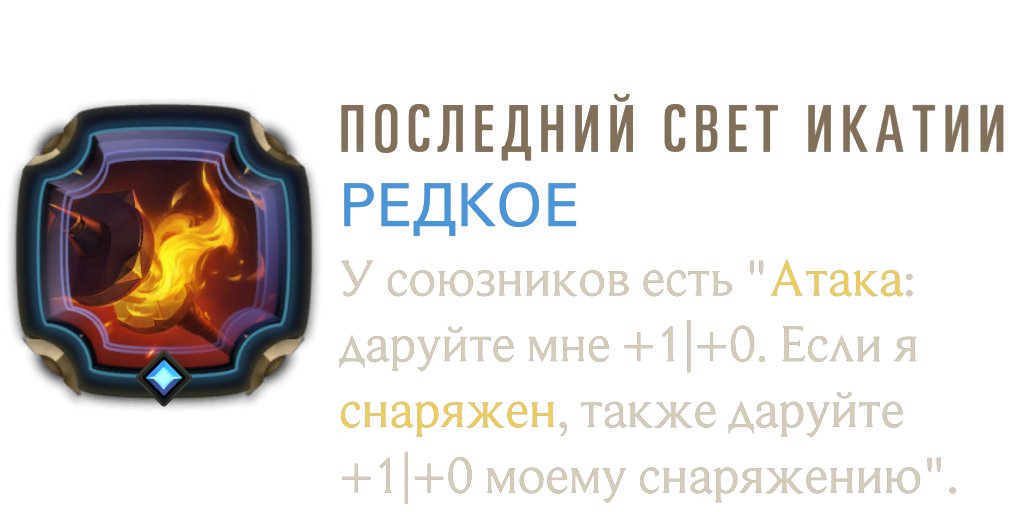 ПОСЛЕДНИЙ СВЕТ ИКАТИИ
РЕДКОЕ
У союзников есть "Атака:
даруйте мне +1|+0. Если я
снаряжен, также даруйте
+1|+0 моему снаряжению".